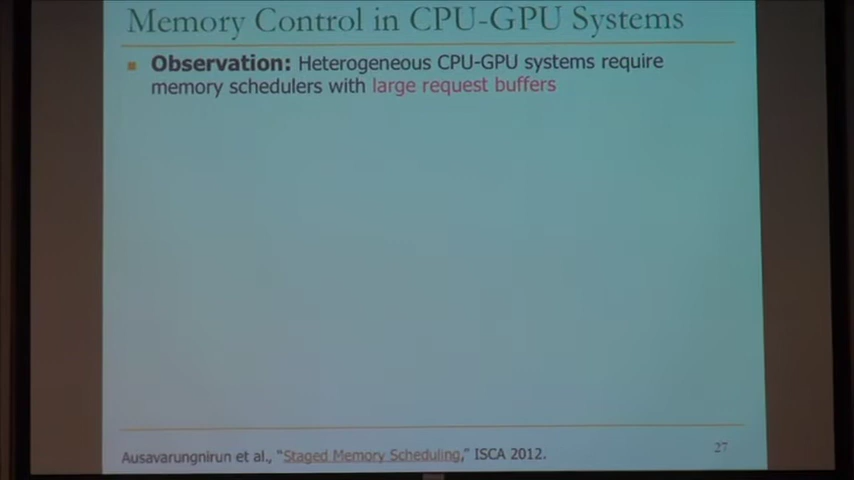 Memory Control in CPU-GPU Systems
Observation: Heterogeneous CPU-GPU systems require
memory schedulers with large request buffers
Ausavarungnirun et al., "Staged Memory Scheduling," ISCA 2012.
27